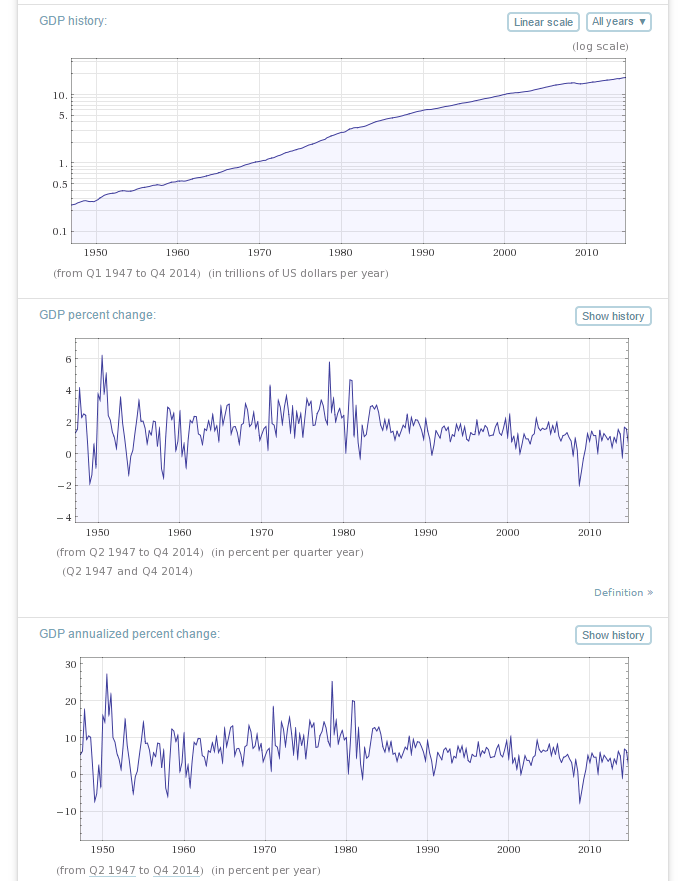 GDP history:
Linear scale
All years ▼
(log scale)
10.
5.
1.
0.5
0.1
1950 1960 1970 1980 1990 2000 2010
(from Q1 1947 to Q4 2014) (in trillions of US dollars per year)
GDP percent change:
Show history
6
4
2
0
−2
−4
1950 1960 1970 1980 1990 2000 2010
(from Q2 1947 to Q4 2014) (in percent per quarter year)
(Q2 1947 and Q4 2014)
Definition »
GDP annualized percent change:
Show history
30
20
10
0
−10
1950 1960 1970 1980 1990 2000 2010
(from Q2 1947 to Q4 2014) (in percent per year)